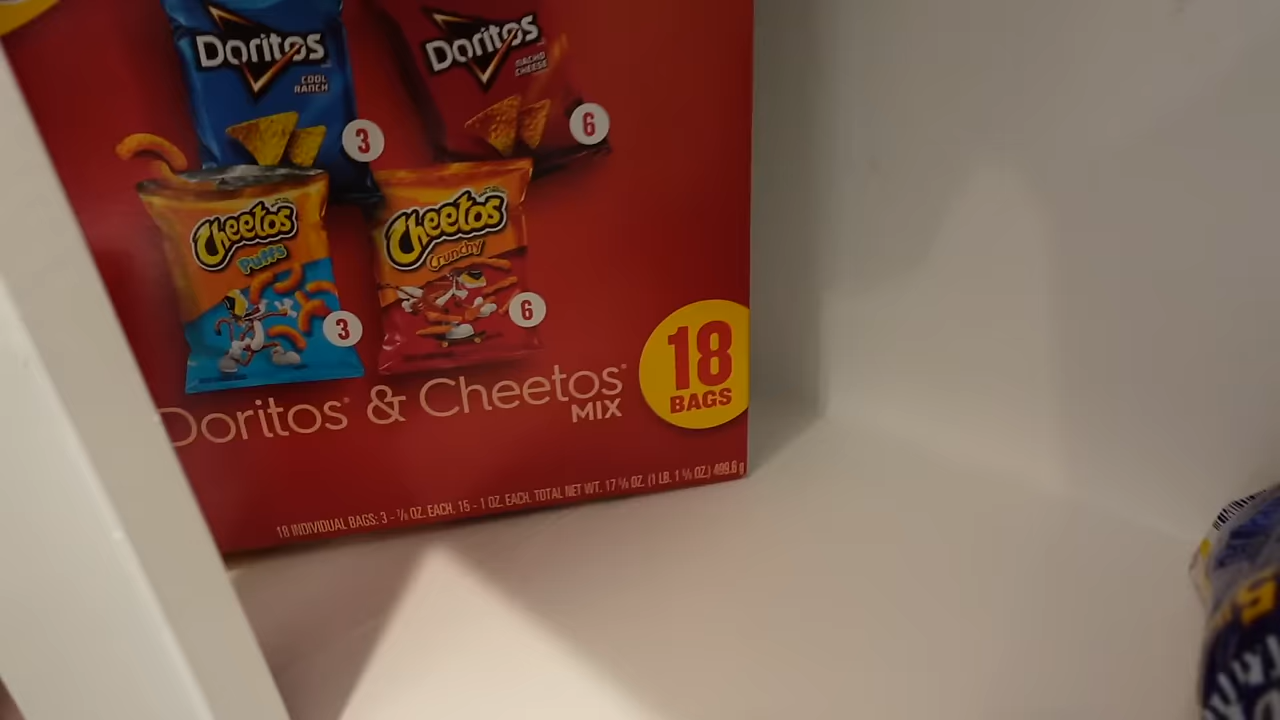 Doritos
COOL
RANCH
3
Doritos
NACHO
CHEESE
6
Cheetos
Puffs
3
Cheetos
Crunchy
6
Doritos & Cheetos
MIX
18
BAGS
18 INDIVIDUAL BAGS: 3 - 7/8 OZ. EACH, 15 - 1 OZ. EACH. TOTAL NET WT. 17 5/8 OZ. (1 LB. 1 5/8 OZ.) 499.6 g